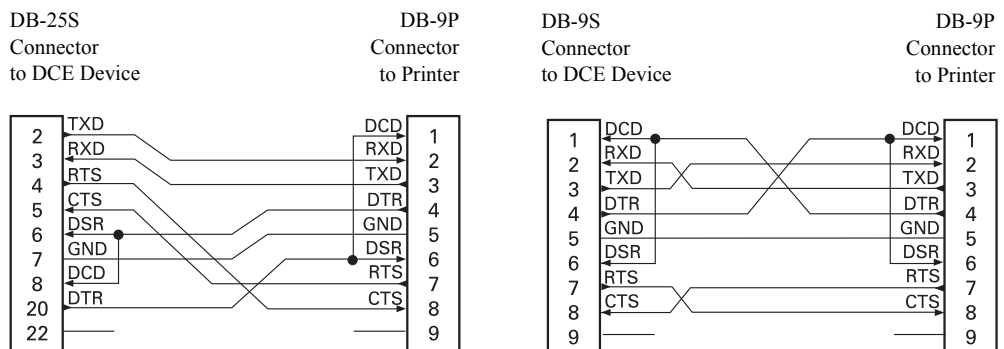 DB-25S DB-9P
Connector Connector
to DCE Device to Printer
2 TXD DCD 1
3 RXD RXD 2
4 RTS TXD 3
5 CTS DTR 4
6 DSR GND 5
7 GND DSR 6
8 DCD RTS 7
20 DTR CTS 8
22 9
DB-9S DB-9P
Connector Connector
to DCE Device to Printer
1 DCD DCD 1
2 RXD RXD 2
3 TXD TXD 3
4 DTR DTR 4
5 GND GND 5
6 DSR DSR 6
7 RTS RTS 7
8 CTS CTS 8
9 9